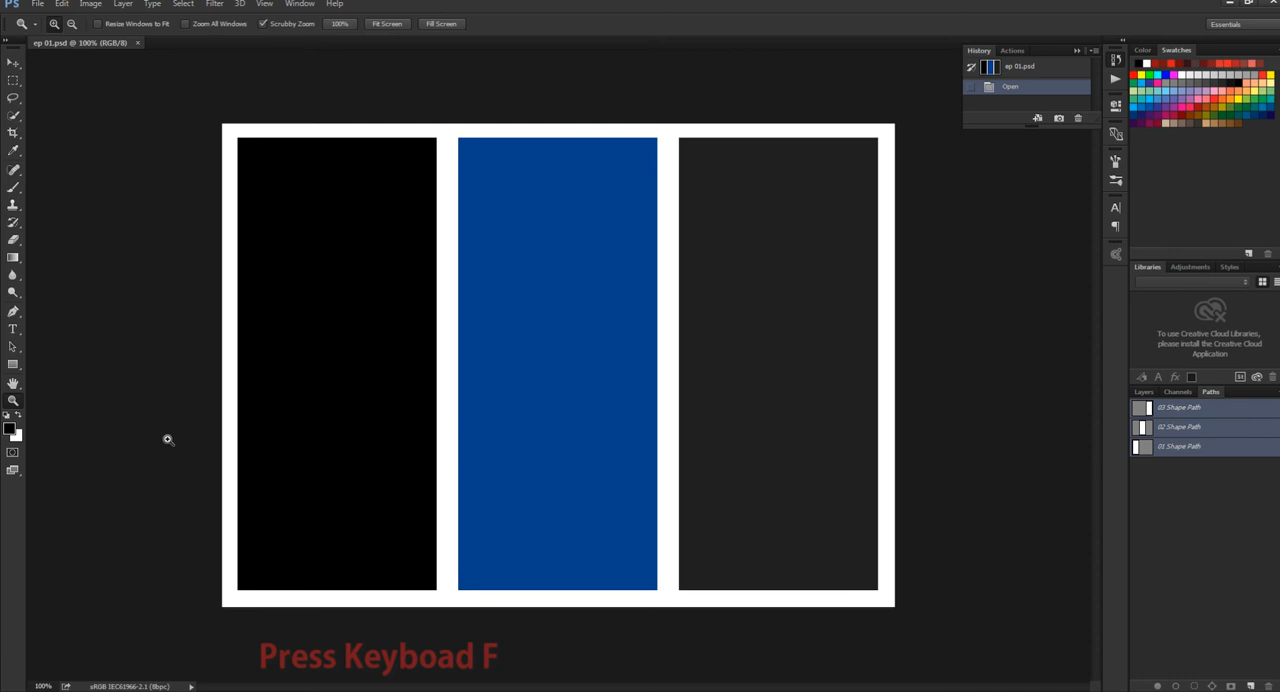 Ps File Edit Image Layer Type Select Filter 3D View Window Help
Resize Windows to Fit Zoom All Windows Scrubby Zoom 100% Fit Screen Fill Screen Essentials
ep 01.psd @ 100% (RGB/8) ×
History Actions
ep 01.psd
Open
Color Swatches
Libraries Adjustments Styles
To use Creative Cloud Libraries,
please install the Creative Cloud
Application
Layers Channels Paths
03 Shape Path
02 Shape Path
01 Shape Path
Press Keyboad F
100% sRGB IEC61966-2.1 (8bpc)